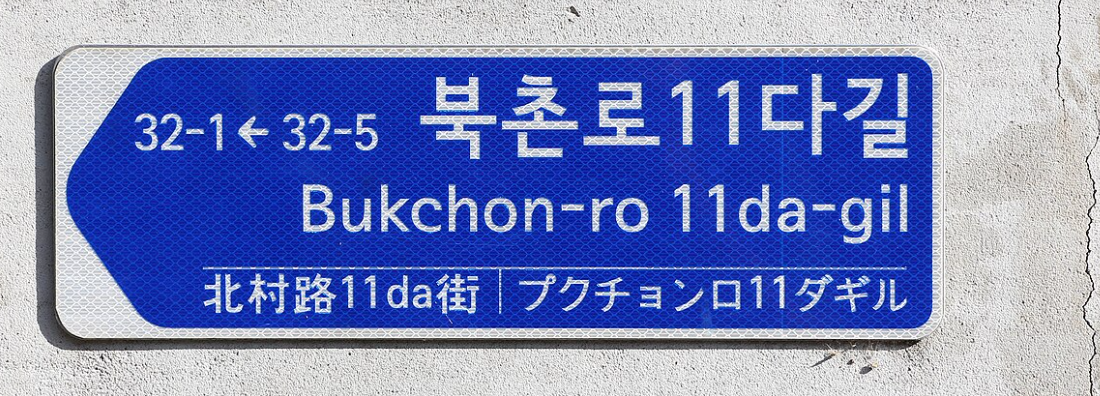 32-1← 32-5 북촌로11다길
Bukchon-ro 11da-gil
北村路11da街 | プクチョンロ11ダギル